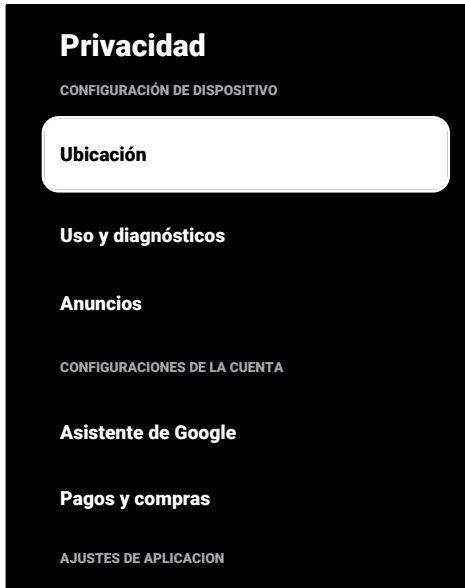 Privacidad
CONFIGURACIÓN DE DISPOSITIVO
Ubicación
Uso y diagnósticos
Anuncios
CONFIGURACIONES DE LA CUENTA
Asistente de Google
Pagos y compras
AJUSTES DE APLICACION